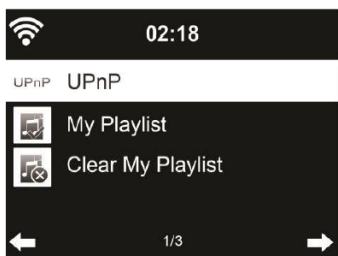 02:18
UPnP UPnP
My Playlist
Clear My Playlist
1/3